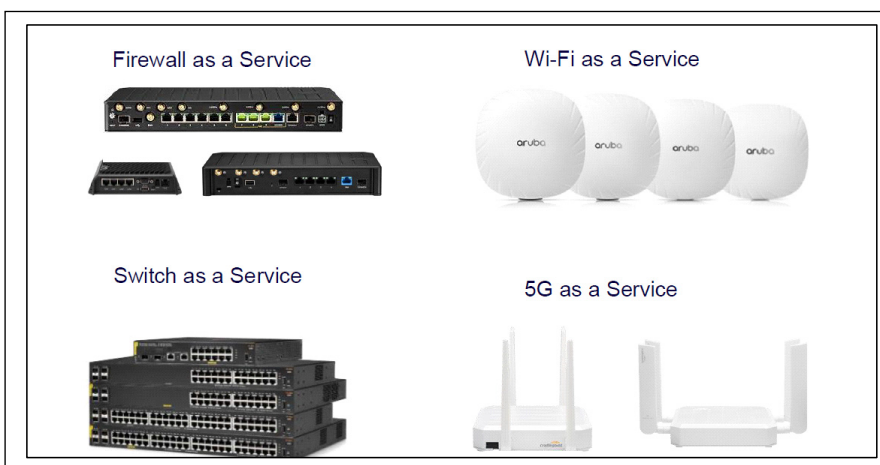 Firewall as a Service
Wi-Fi as a Service
aruba
aruba
aruba
aruba
Switch as a Service
5G as a Service